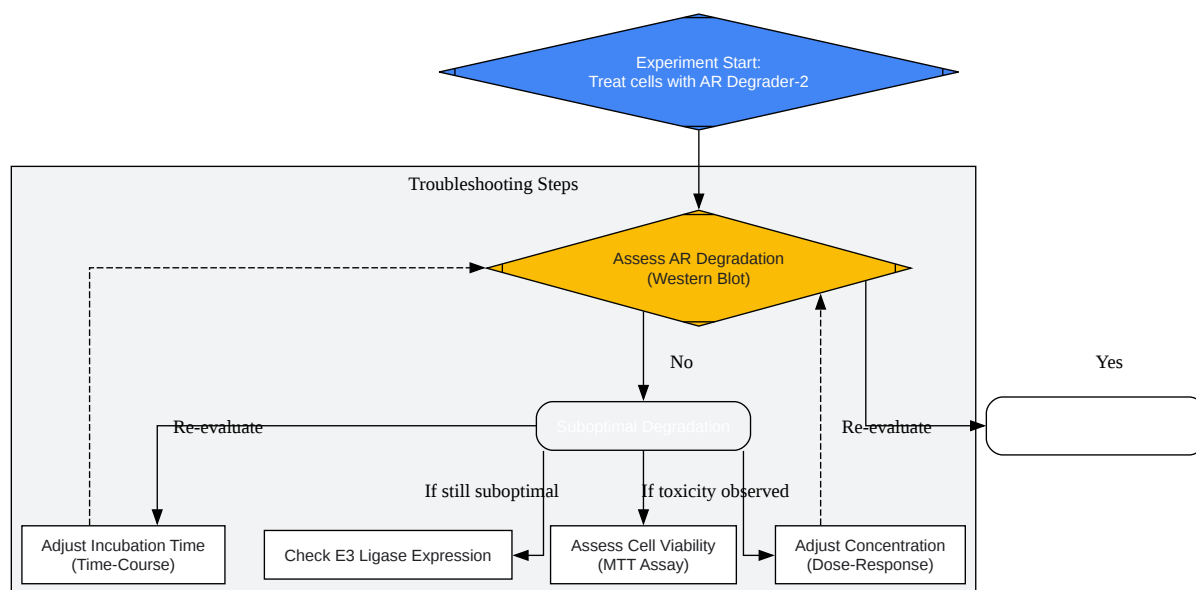 Experiment Start:
Treat cells with AR Degrader-2
Troubleshooting Steps
Assess AR Degradation
(Western Blot)
No
Yes
Suboptimal Degradation
Re-evaluate
Re-evaluate
If still suboptimal
If toxicity observed
Adjust Incubation Time
(Time-Course)
Check E3 Ligase Expression
Assess Cell Viability
(MTT Assay)
Adjust Concentration
(Dose-Response)